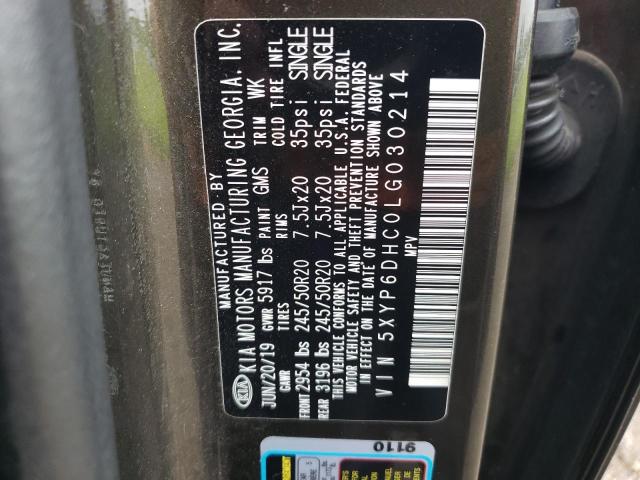 MANUFACTURED BY
KIA KIA MOTORS MANUFACTURING GEORGIA, INC.
JUN/20/19 GVWR 5917 lbs PAINT GMS TRIM WK
GAWR TIRES RIMS COLD TIRE INFL
FRONT 2954 lbs 245/50R20 7.5Jx20 35psi SINGLE
REAR 3196 lbs 245/50R20 7.5Jx20 35psi SINGLE
THIS VEHICLE CONFORMS TO ALL APPLICABLE U.S.A. FEDERAL
MOTOR VEHICLE SAFETY AND THEFT PREVENTION STANDARDS
IN EFFECT ON THE DATE OF MANUFACTURE SHOWN ABOVE
VIN 5XYP6DHC0LG030214
MPV
9110